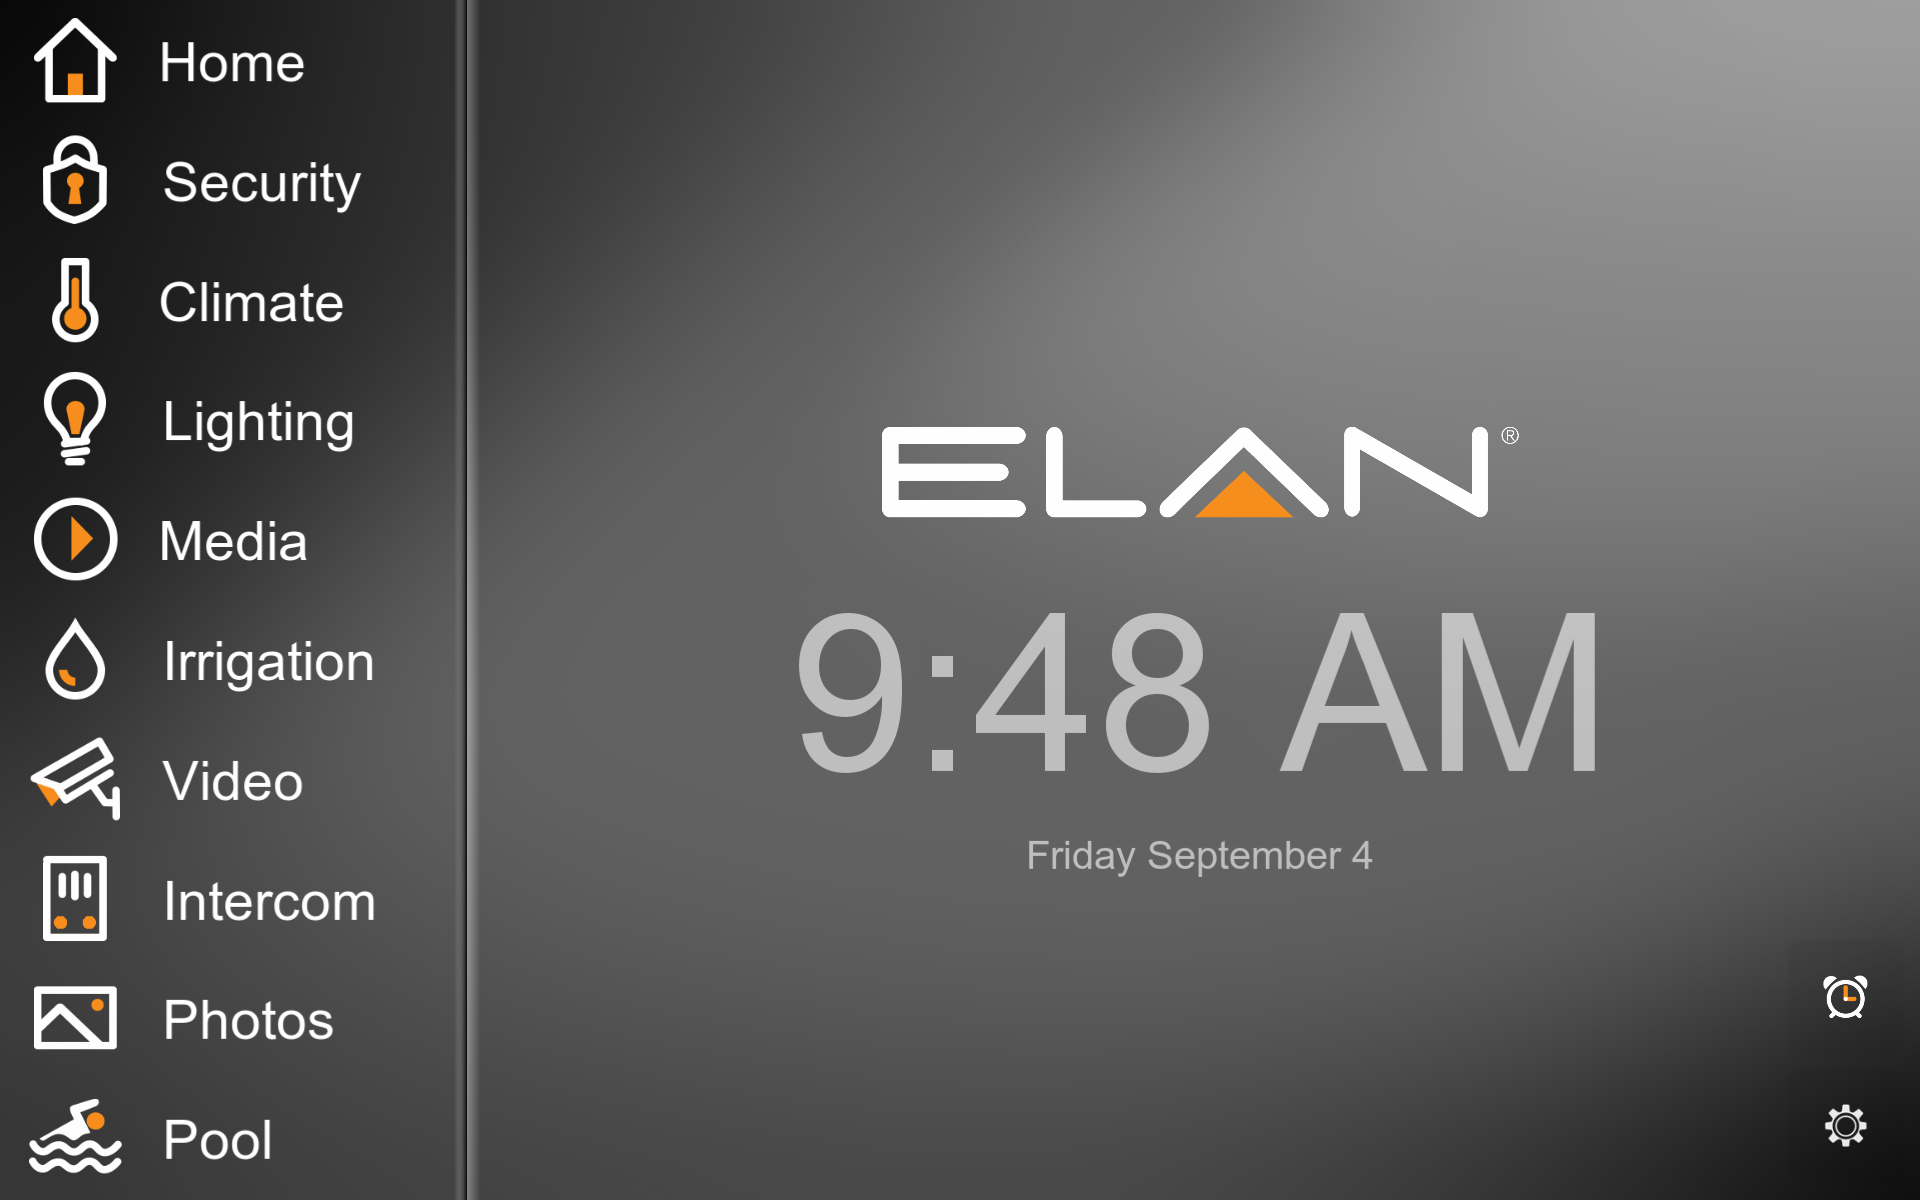 Home
Security
Climate
Lighting
Media
Irrigation
Video
Intercom
Photos
Pool
ELAN®
9:48 AM
Friday September 4